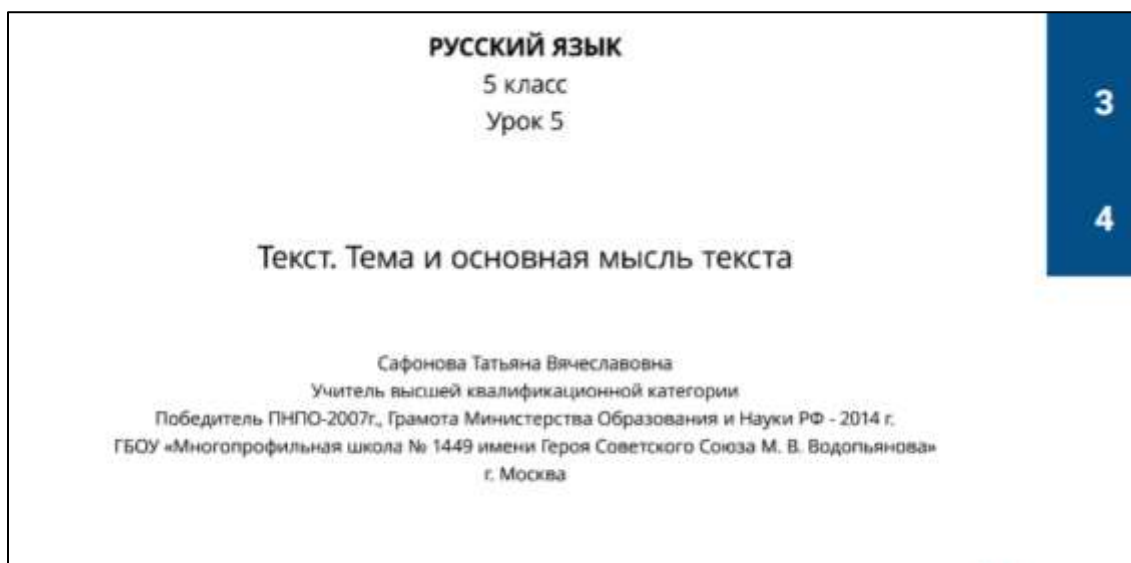 РУССКИЙ ЯЗЫК
5 класс
Урок 5
3
4
Текст. Тема и основная мысль текста
Сафонова Татьяна Вячеславовна
Учитель высшей квалификационной категории
Победитель ПНПО-2007г., Грамота Министерства Образования и Науки РФ - 2014 г.
ГБОУ «Многопрофильная школа № 1449 имени Героя Советского Союза М. В. Водопьянова»
г. Москва